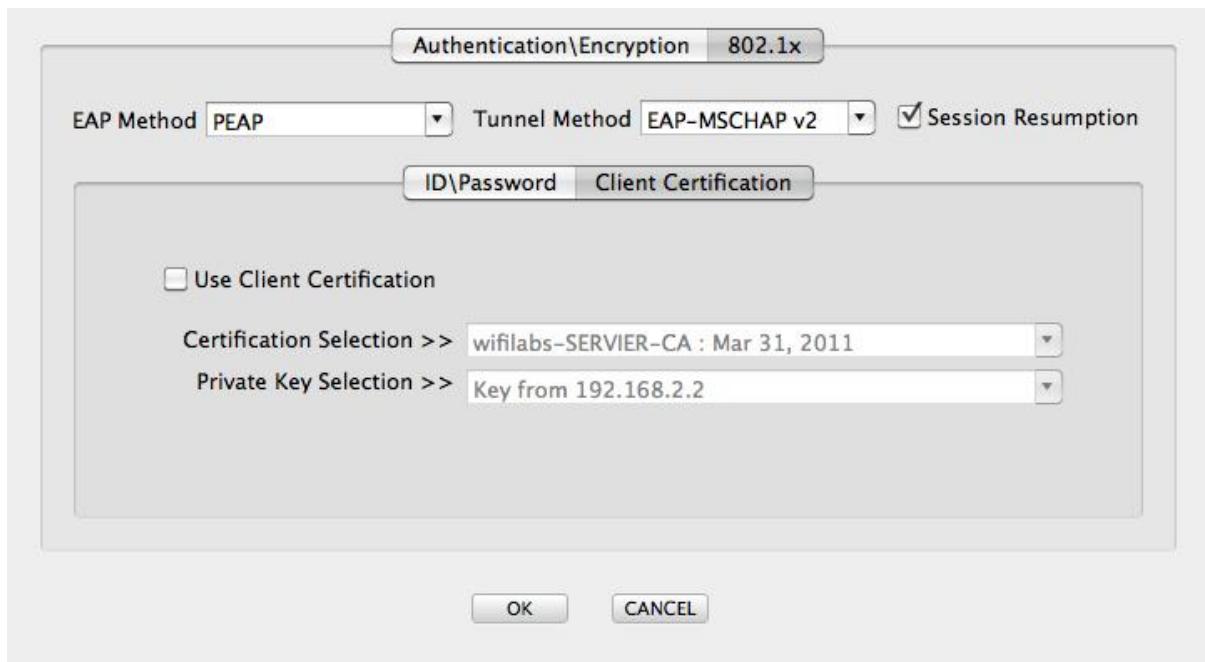 Authentication\Encryption 802.1x
EAP Method PEAP Tunnel Method EAP-MSCHAP v2 Session Resumption
ID\Password Client Certification
Use Client Certification
Certification Selection >> wifilabs-SERVIER-CA : Mar 31, 2011
Private Key Selection >> Key from 192.168.2.2
OK CANCEL